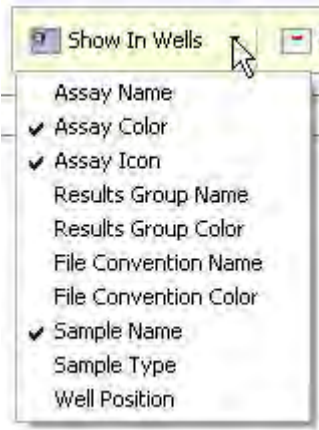 Show In Wells
Assay Name
Assay Color
Assay Icon
Results Group Name
Results Group Color
File Convention Name
File Convention Color
Sample Name
Sample Type
Well Position